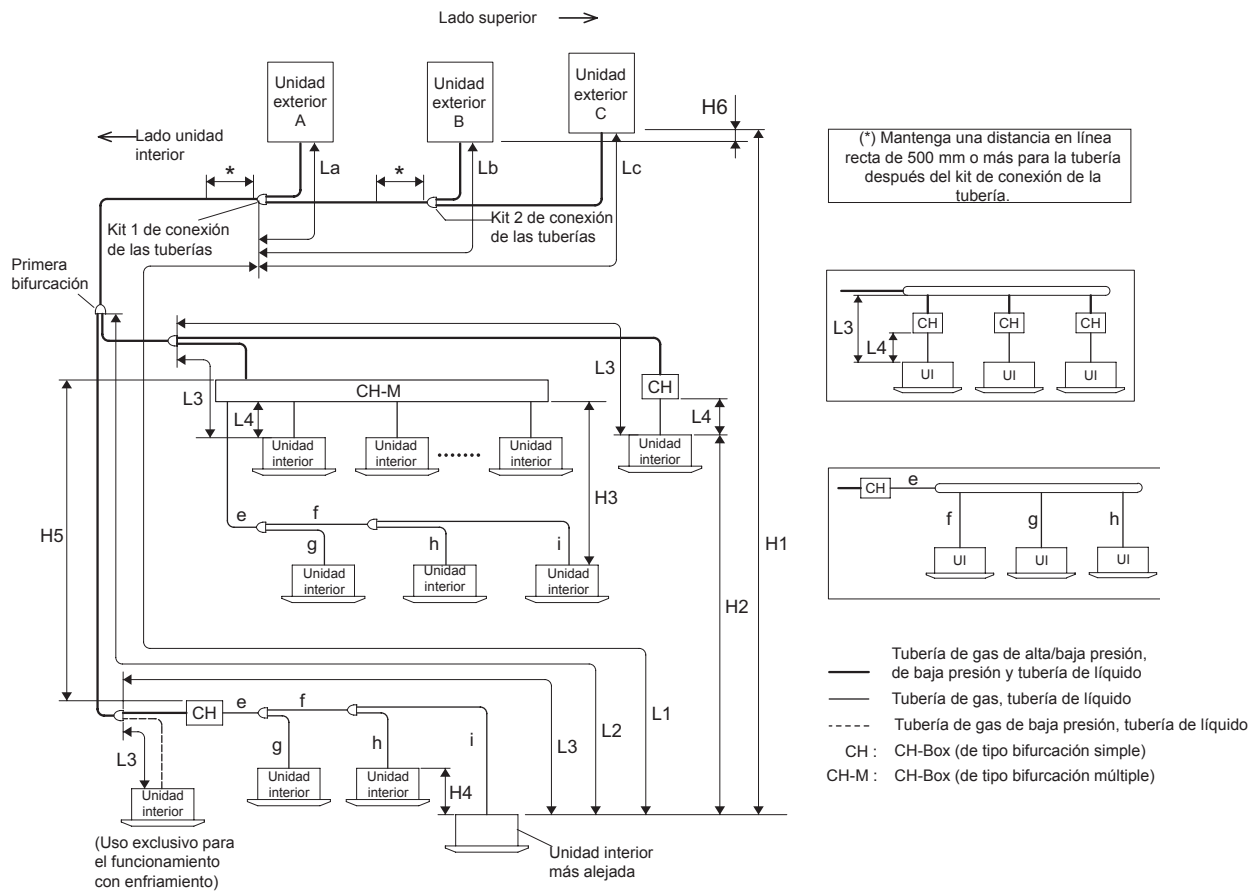 Lado superior
Unidad
exterior
A
Unidad
exterior
B
Unidad
exterior
C
H6
Lado unidad
interior
*
La
*
Lb
Lc
(*) Mantenga una distancia en línea
recta de 500 mm o más para la tubería
después del kit de conexión de la
tubería.
Kit 1 de conexión
de las tuberías
Kit 2 de conexión
de las tuberías
Primera
bifurcación
L3
L4
CH
CH
CH
UI
UI
UI
L3
CH-M
L4
L3
CH
L4
Unidad
interior
Unidad
interior
Unidad
interior
Unidad
interior
H3
H5
e
f
g
h
i
Unidad
interior
Unidad
interior
Unidad
interior
H1
H2
CH
e
f
g
h
UI
UI
UI
Tubería de gas de alta/baja presión,
de baja presión y tubería de líquido
Tubería de gas, tubería de líquido
Tubería de gas de baja presión, tubería de líquido
CH : CH-Box (de tipo bifurcación simple)
CH-M : CH-Box (de tipo bifurcación múltiple)
CH
e
f
g
h
i
L3
L2
L1
L3
H4
Unidad
interior
Unidad
interior
Unidad
interior
(Uso exclusivo para
el funcionamiento
con enfriamiento)
Unidad interior
más alejada